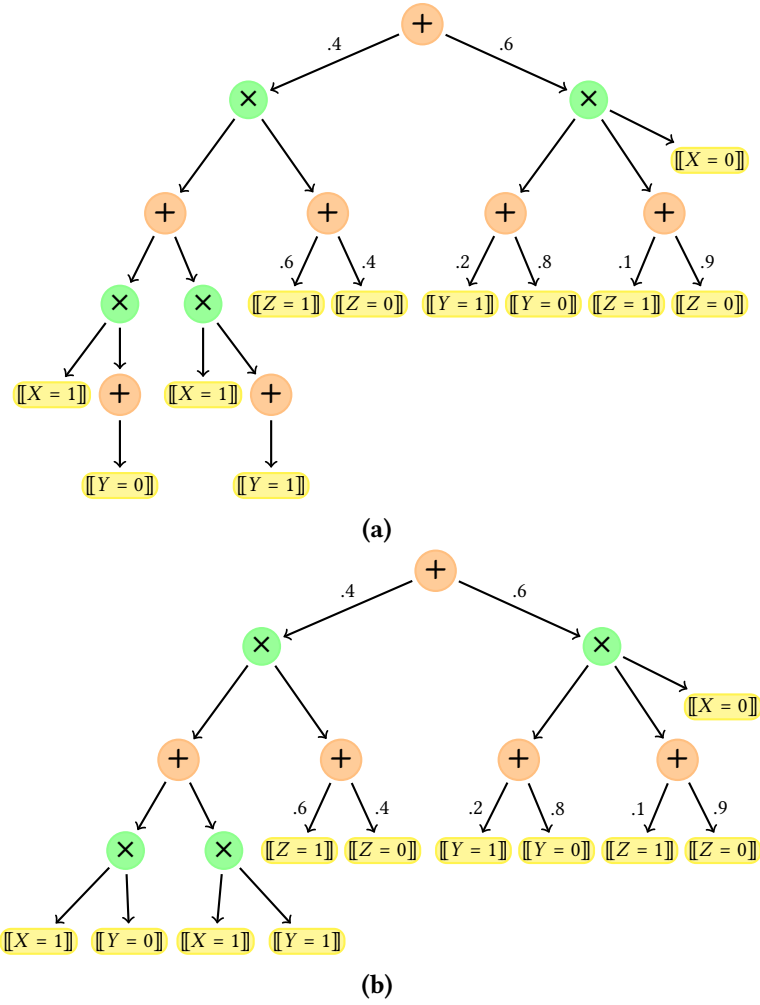 +
.4 .6
× ×
[[X = 0]]
+ + + +
.6 .4 .2 .8 .1 .9
× × [[Z = 1]] [[Z = 0]] [[Y = 1]] [[Y = 0]] [[Z = 1]] [[Z = 0]]
[[X = 1]] + [[X = 1]] +
[[Y = 0]] [[Y = 1]]
(a)
+
.4 .6
× ×
[[X = 0]]
+ + + +
.6 .4 .2 .8 .1 .9
× × [[Z = 1]] [[Z = 0]] [[Y = 1]] [[Y = 0]] [[Z = 1]] [[Z = 0]]
[[X = 1]] [[Y = 0]] [[X = 1]] [[Y = 1]]
(b)